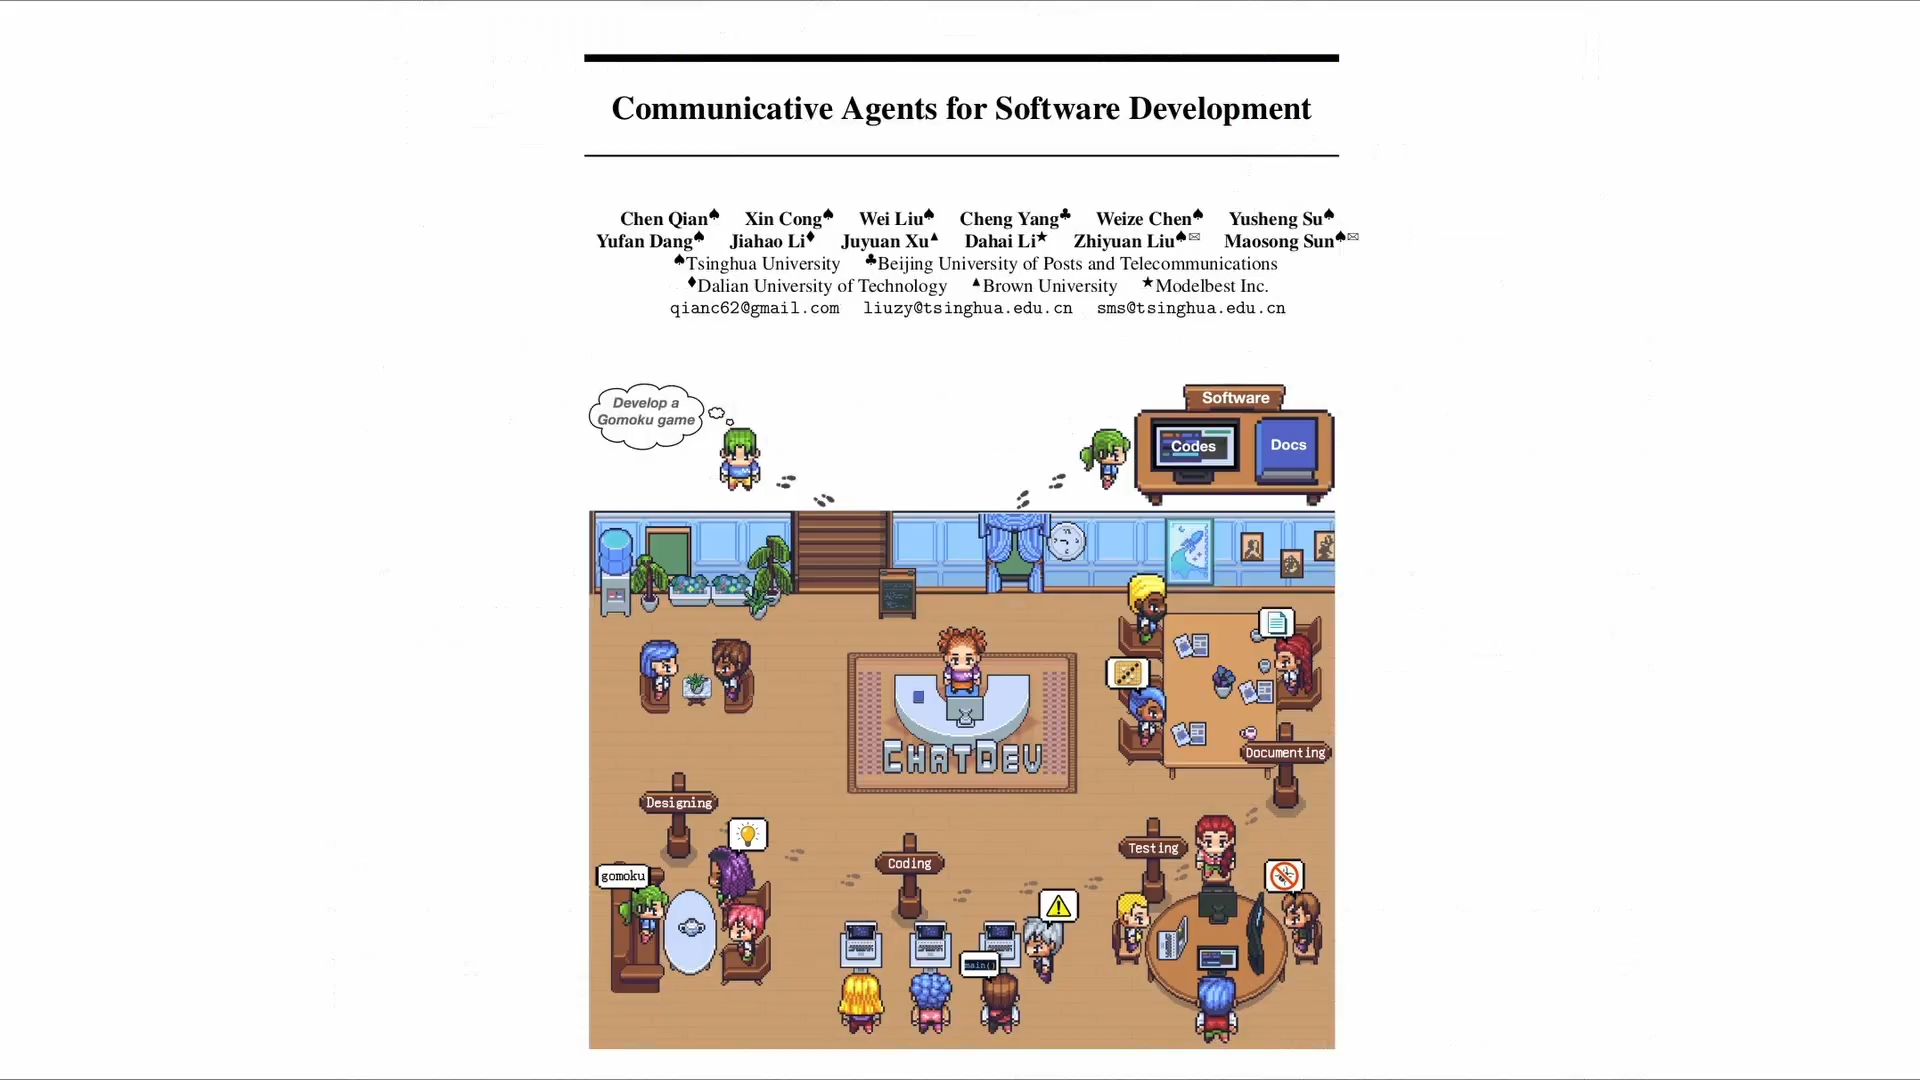 Communicative Agents for Software Development
Chen Qian♠ Xin Cong♠ Wei Liu♠ Cheng Yang♣ Weize Chen♠ Yusheng Su♠
Yufan Dang♠ Jiahao Li♦ Juyuan Xu▲ Dahai Li★ Zhiyuan Liu♠✉ Maosong Sun♠✉
♠Tsinghua University ♣Beijing University of Posts and Telecommunications
♦Dalian University of Technology ▲Brown University ★Modelbest Inc.
qianc62@gmail.com liuzy@tsinghua.edu.cn sms@tsinghua.edu.cn
Develop a
Gomoku game
Software
Codes
Docs
CHATDEV
Documenting
Designing
Testing
Coding
gomoku
main()